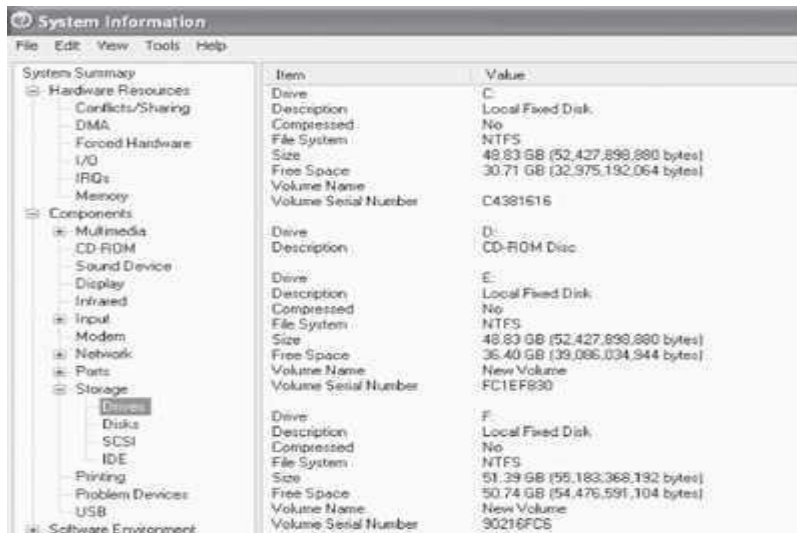 System Information
File Edit View Tools Help
System Summary
Hardware Resources
Conflicts/Sharing
DMA
Forced Hardware
I/O
IRQs
Memory
Components
Multimedia
CD-ROM
Sound Device
Display
Infrared
Input
Modem
Network
Ports
Storage
Drives
Disks
SCSI
IDE
Printing
Problem Devices
USB
Software Environment
Item Value
Drive C:
Description Local Fixed Disk
Compressed No
File System NTFS
Size 48.83 GB (52,427,898,880 bytes)
Free Space 30.71 GB (32,975,192,064 bytes)
Volume Name
Volume Serial Number C4381616
Drive D:
Description CD-ROM Disc
Drive E:
Description Local Fixed Disk
Compressed No
File System NTFS
Size 48.83 GB (52,427,898,880 bytes)
Free Space 36.40 GB (39,086,034,944 bytes)
Volume Name New Volume
Volume Serial Number FC1EF830
Drive F:
Description Local Fixed Disk
Compressed No
File System NTFS
Size 51.39 GB (55,183,368,192 bytes)
Free Space 50.74 GB (54,476,591,104 bytes)
Volume Name New Volume
Volume Serial Number 90216FC6